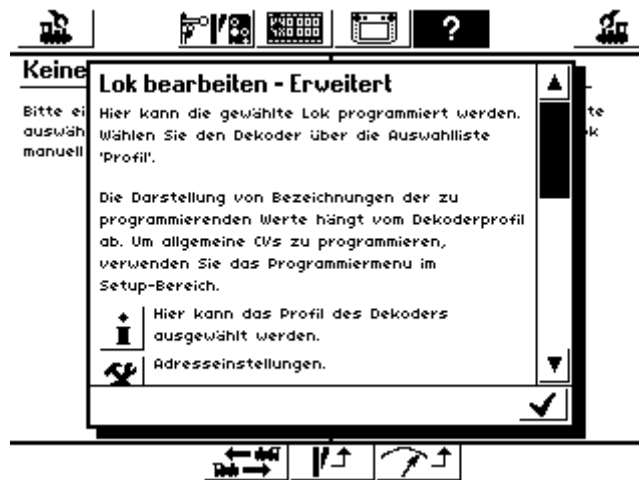 ?
Keine
Lok bearbeiten - Erweitert
Bitte ei
auswäh
manuell
te
k
Hier kann die gewählte Lok programmiert werden.
Wählen Sie den Dekoder über die Auswahlliste
'Profil'.
Die Darstellung von Bezeichnungen der zu
programmierenden Werte hängt vom Dekoderprofil
ab. Um allgemeine CVs zu programmieren,
verwenden Sie das Programmiermenu im
Setup-Bereich.
Hier kann das Profil des Dekoders
ausgewählt werden.
Adresseinstellungen.